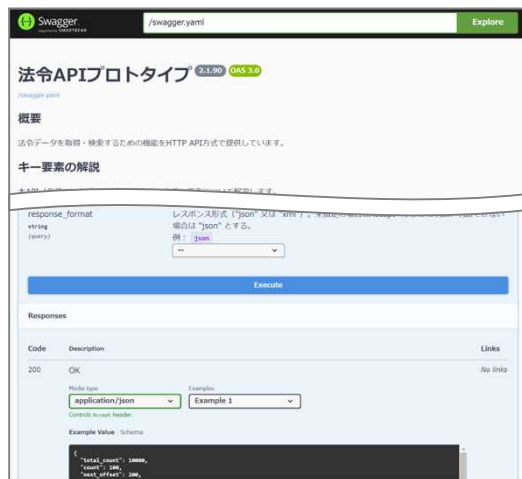 Swagger
Supported by SMARTBEAR
/swagger.yaml
Explore
法令APIプロトタイプ 2.1.90 OAS 3.0
/swagger.yaml
概要
法令データを取得・検索するための機能をHTTP API方式で提供しています。
キー要素の解説
response_format
string
(query)
レスポンス形式 ("json" 又は "xml")。
場合は "json" とする。
例： json
--
Execute
Responses
Code Description Links
200 OK No links
Media type Examples
application/json Example 1
Controls Accept header.
Example Value Schema
{
"total_count": 10000,
"count": 100,
"next_offset": 200,